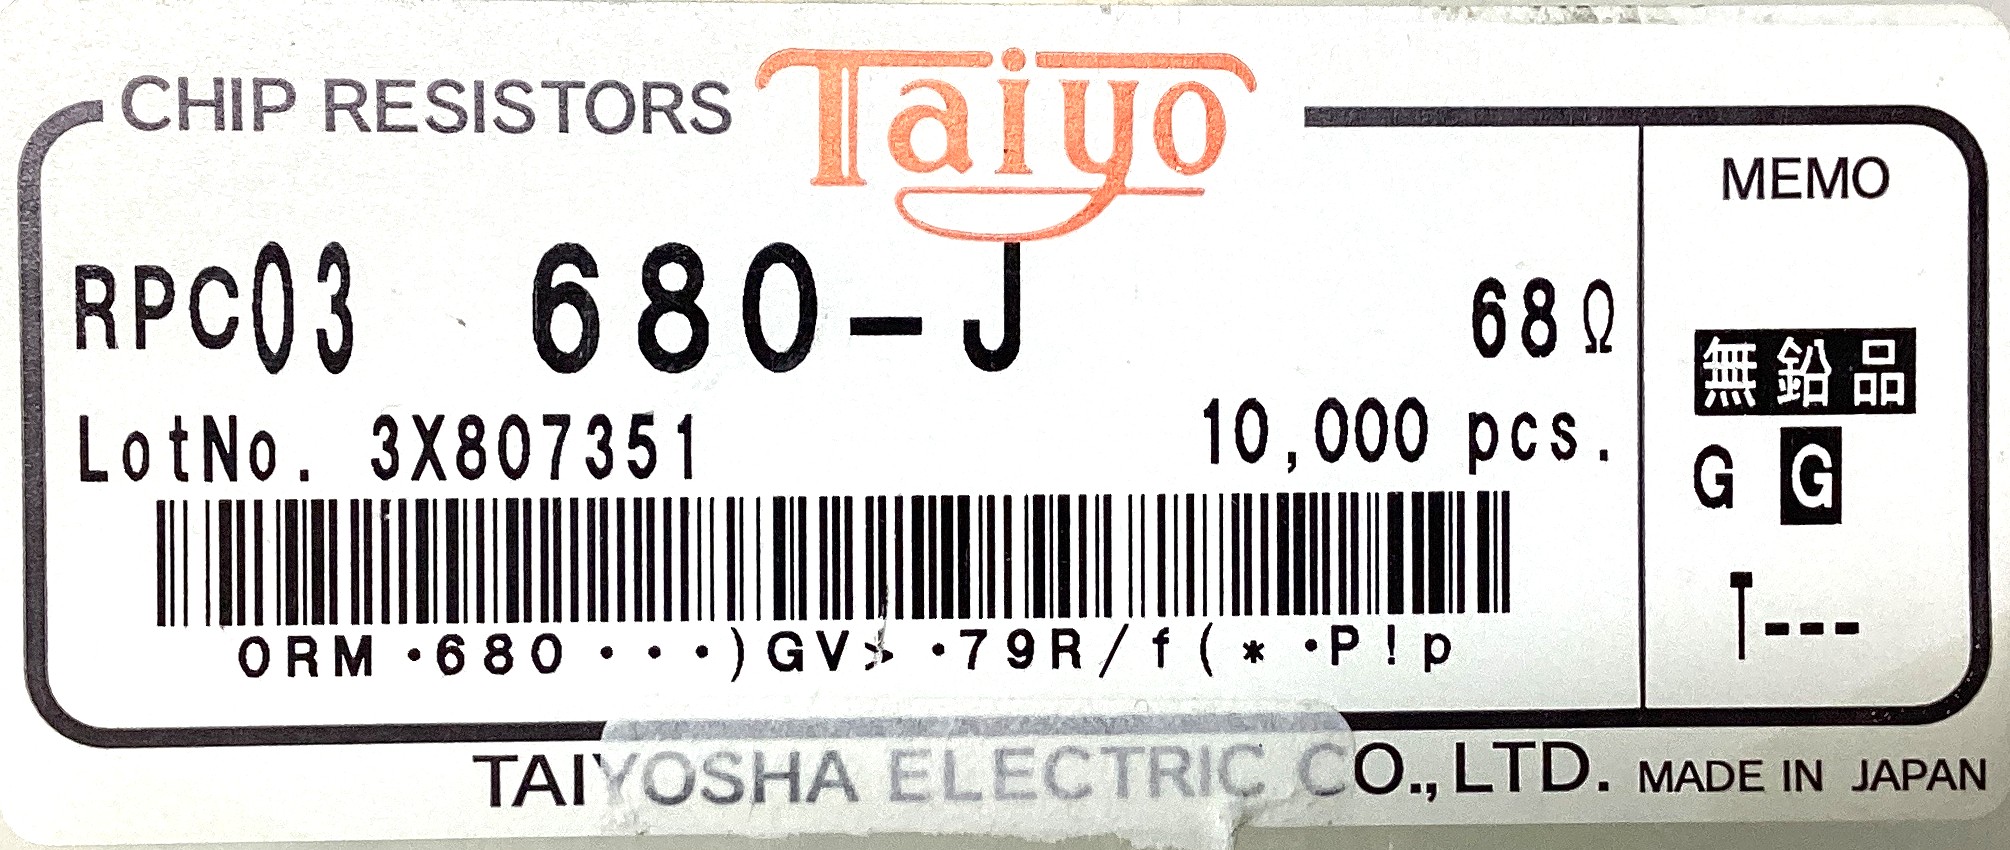 CHIP RESISTORS Taiyo
RPC03 680-J 68Ω
LotNo. 3X807351 10,000 pcs.
0RM·680···)GV> ·79R/f(* ·P!p
MEMO
無鉛品
G G
T---
TAIYOSHA ELECTRIC CO., LTD. MADE IN JAPAN